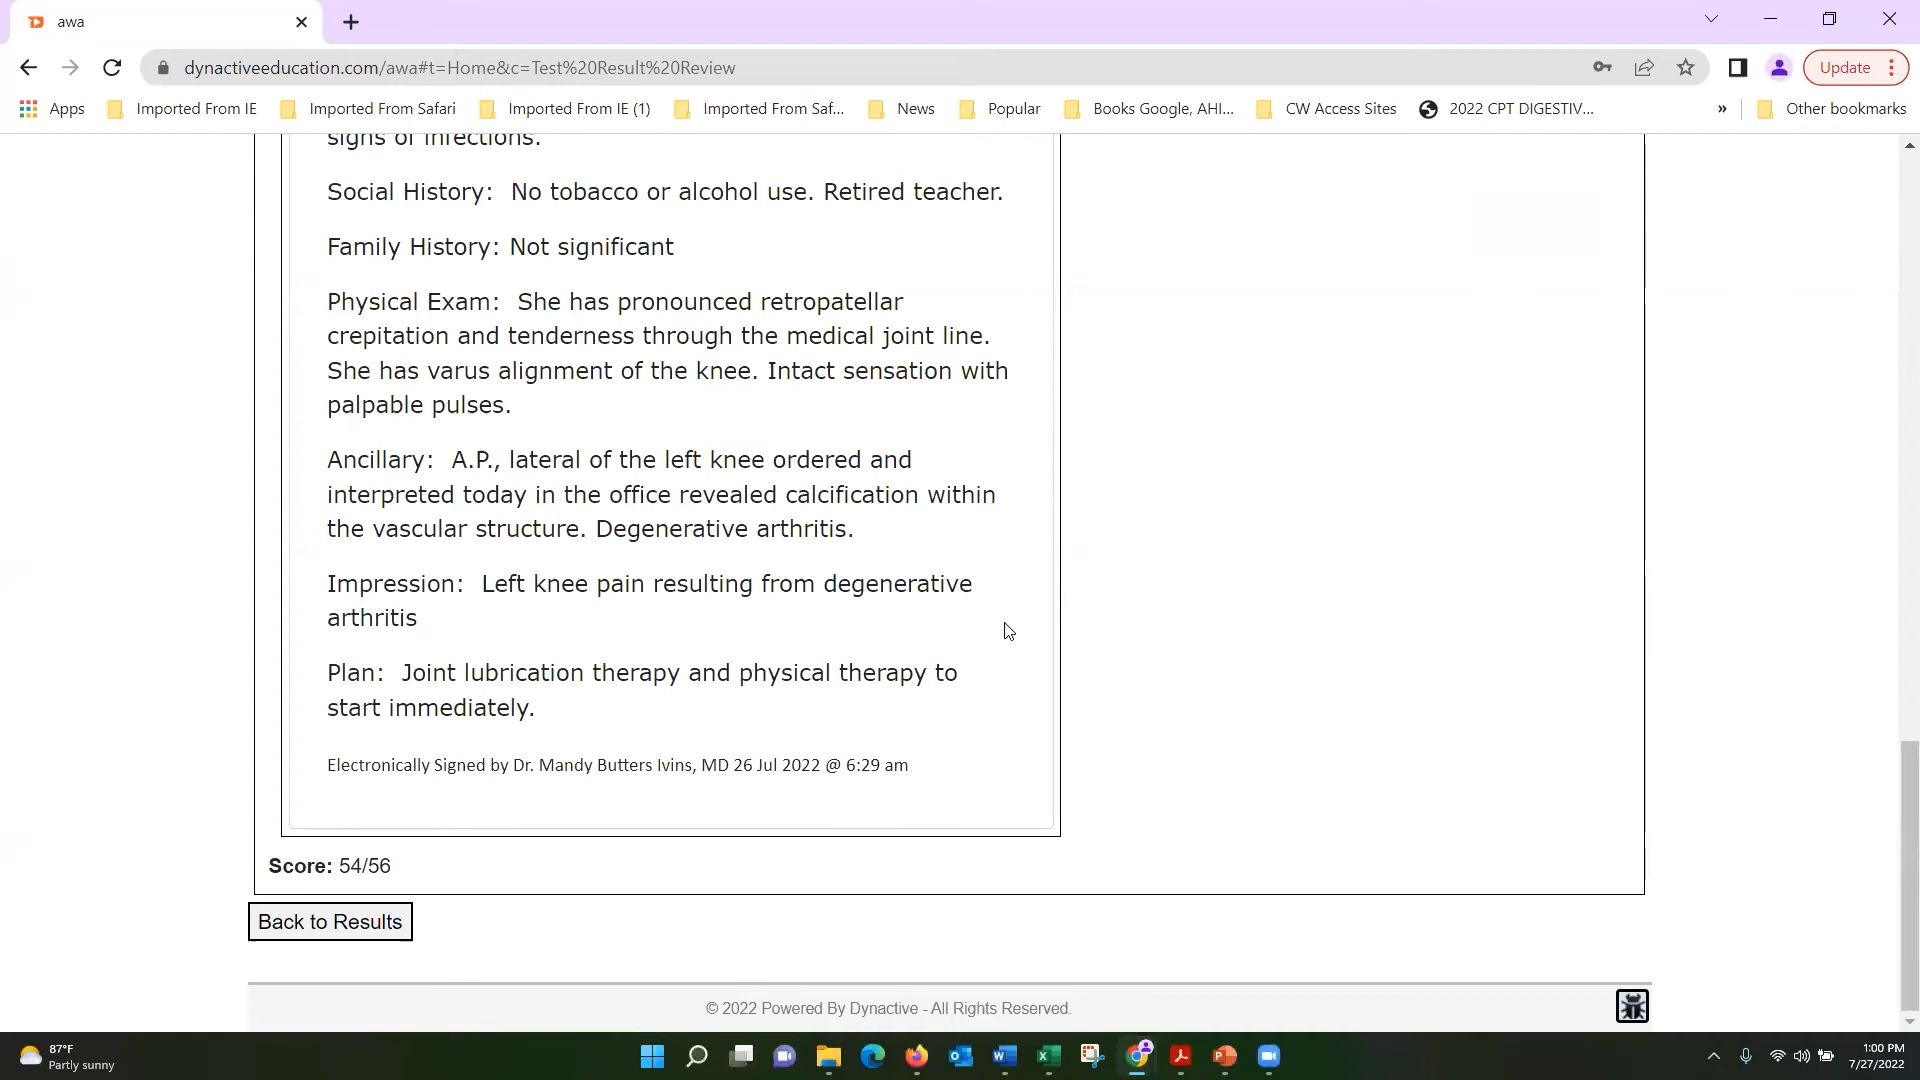 awa
dynactiveeducation.com/awa#t=Home&c=Test%20Result%20Review
Update
Apps
Imported From IE
Imported From Safari
Imported From IE (1)
Imported From Saf...
News
Popular
Books Google, AHI...
CW Access Sites
2022 CPT DIGESTIV...
»
Other bookmarks
signs of infections.
Social History: No tobacco or alcohol use. Retired teacher.
Family History: Not significant
Physical Exam: She has pronounced retropatellar
crepitation and tenderness through the medical joint line.
She has varus alignment of the knee. Intact sensation with
palpable pulses.
Ancillary: A.P., lateral of the left knee ordered and
interpreted today in the office revealed calcification within
the vascular structure. Degenerative arthritis.
Impression: Left knee pain resulting from degenerative
arthritis
Plan: Joint lubrication therapy and physical therapy to
start immediately.
Electronically Signed by Dr. Mandy Butters Ivins, MD 26 Jul 2022 @ 6:29 am
Score: 54/56
Back to Results
© 2022 Powered By Dynactive - All Rights Reserved.
87°F
Partly sunny
1:00 PM
7/27/2022